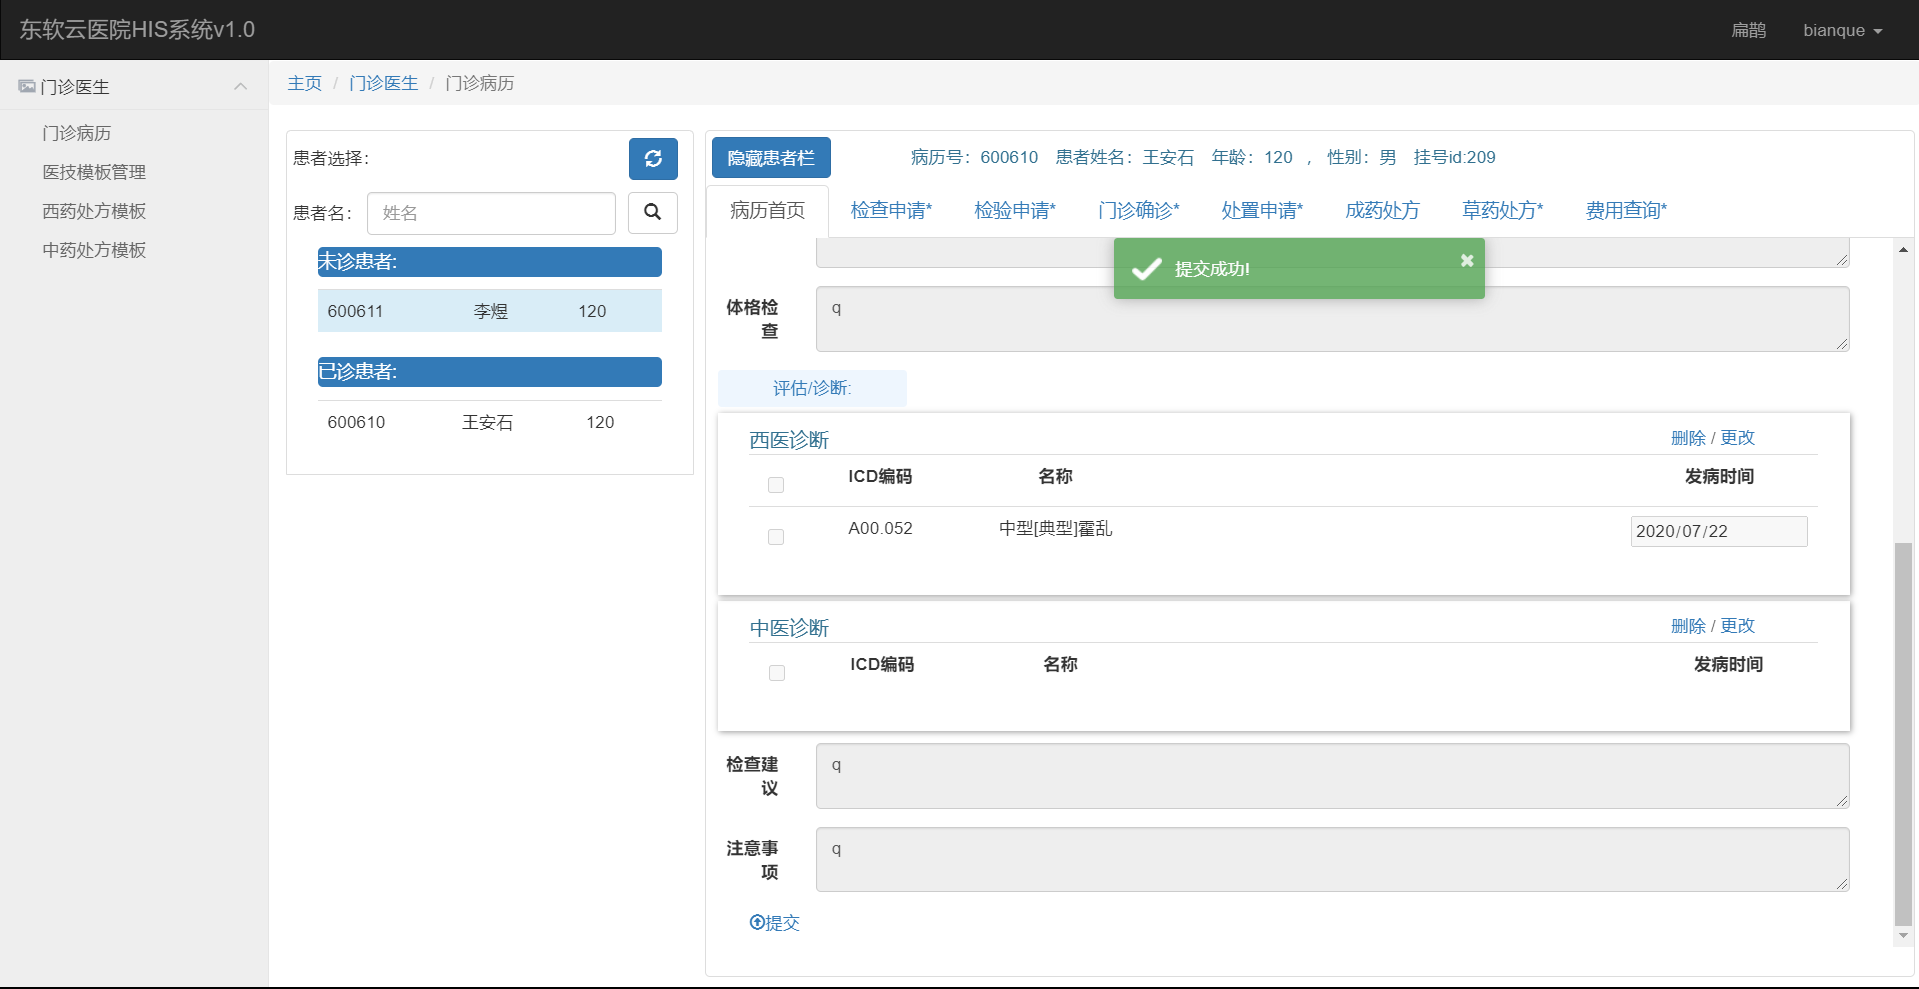 东软云医院HIS系统v1.0
扁鹊 bianque
门诊医生
门诊病历
医技模板管理
西药处方模板
中药处方模板
主页 / 门诊医生 / 门诊病历
患者选择：
患者名： 姓名
未诊患者:
600611 李煜 120
已诊患者:
600610 王安石 120
隐藏患者栏 病历号：600610 患者姓名：王安石 年龄：120 ，性别：男 挂号id:209
病历首页 检查申请* 检验申请* 门诊确诊* 处置申请* 成药处方 草药处方* 费用查询*
提交成功!
体格检
查
q
评估/诊断:
西医诊断 删除 / 更改
ICD编码 名称 发病时间
A00.052 中型[典型]霍乱 2020/07/22
中医诊断 删除 / 更改
ICD编码 名称 发病时间
检查建
议
q
注意事
项
q
提交